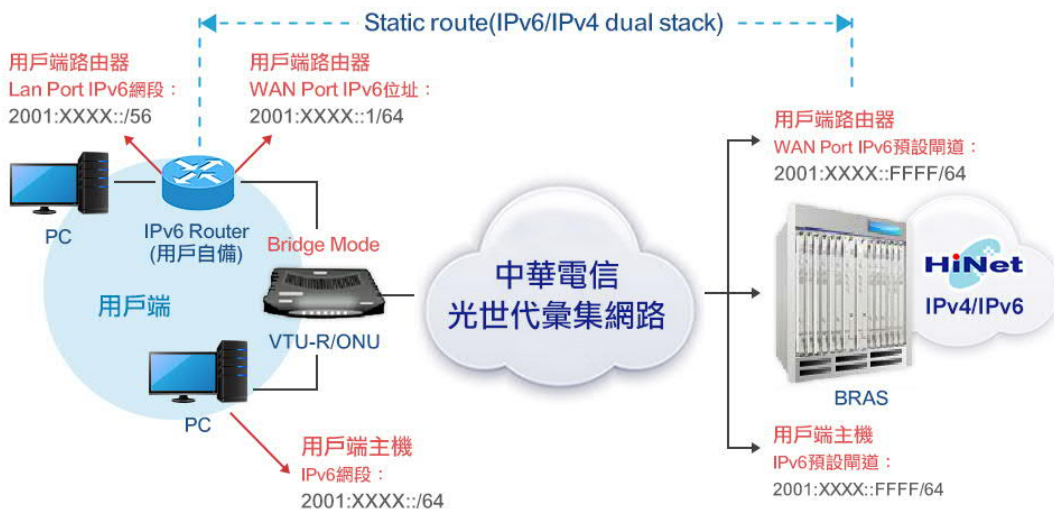 Static route(IPv6/IPv4 dual stack)
用戶端路由器
Lan Port IPv6網段：
2001:XXXX::/56
用戶端路由器
WAN Port IPv6位址：
2001:XXXX::1/64
用戶端路由器
WAN Port IPv6預設閘道：
2001:XXXX::FFFF/64
PC
IPv6 Router
(用戶自備)
Bridge Mode
用戶端
VTU-R/ONU
中華電信
光世代彙集網路
HiNet
IPv4/IPv6
BRAS
PC
用戶端主機
IPv6網段：
2001:XXXX::/64
用戶端主機
IPv6預設閘道：
2001:XXXX::FFFF/64